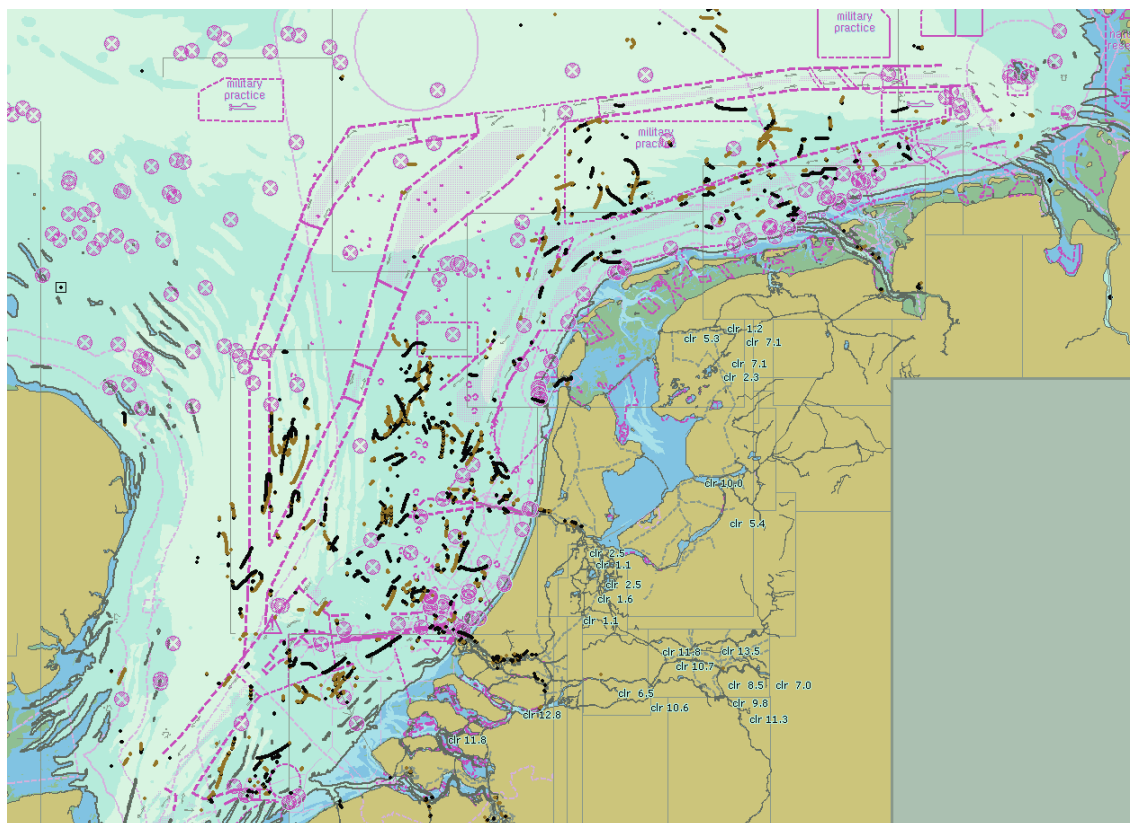 military
practice
military
practice
military
clr 1.2
clr 5.3
clr 7.1
clr 7.1
clr 2.3
clr 10.0
clr 5.4
clr 2.5
clr 1.1
clr 2.5
clr 1.6
clr 1.1
clr 11.8
clr 13.5
clr 10.7
clr 8.5
clr 7.0
clr 6.5
clr 9.8
clr 10.6
clr 12.8
clr 11.3
clr 11.8